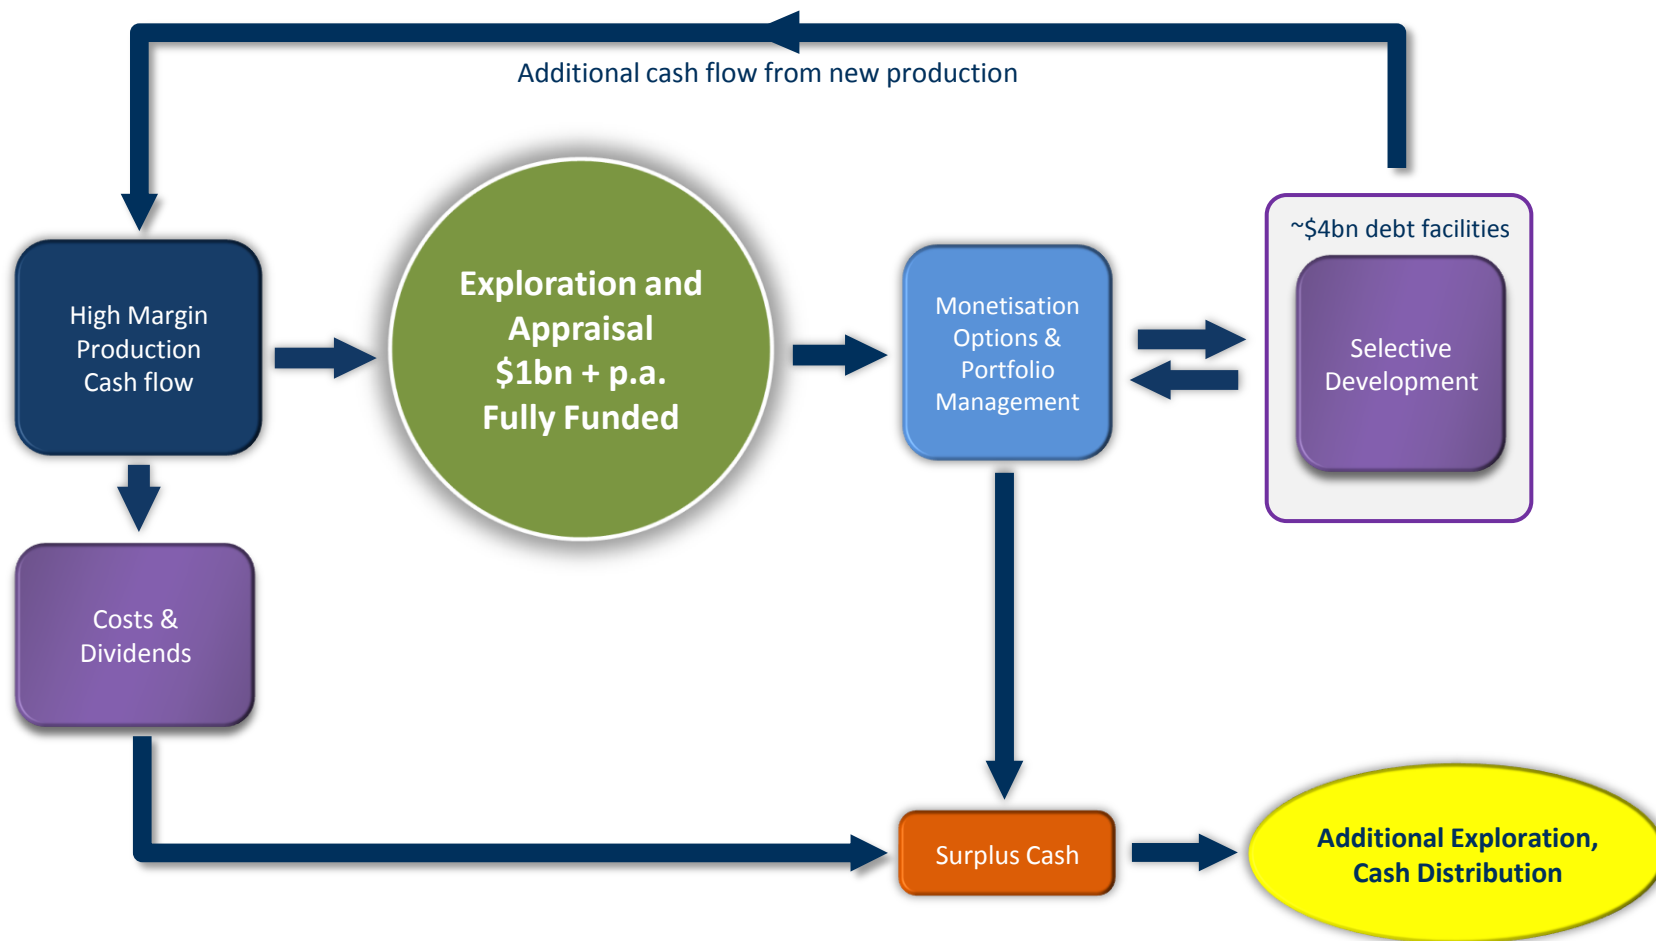 Additional cash flow from new production
High Margin
Production
Cash flow
Exploration and
Appraisal
$1bn + p.a.
Fully Funded
Monetisation
Options &
Portfolio
Management
~$4bn debt facilities
Selective
Development
Costs &
Dividends
Surplus Cash
Additional Exploration,
Cash Distribution